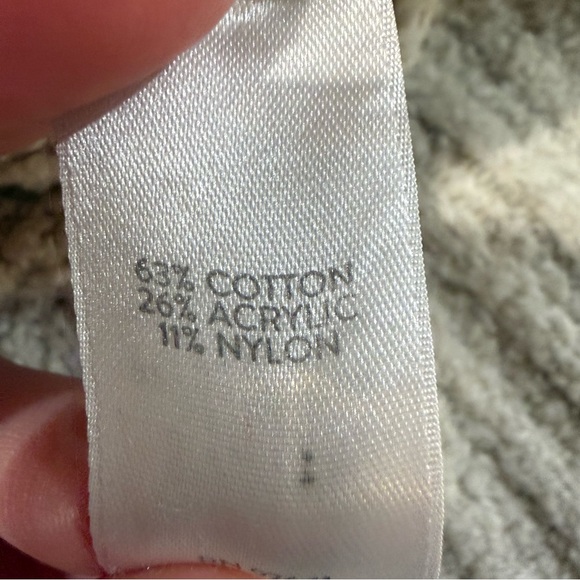 63% COTTON
26% ACRYLIC
11% NYLON